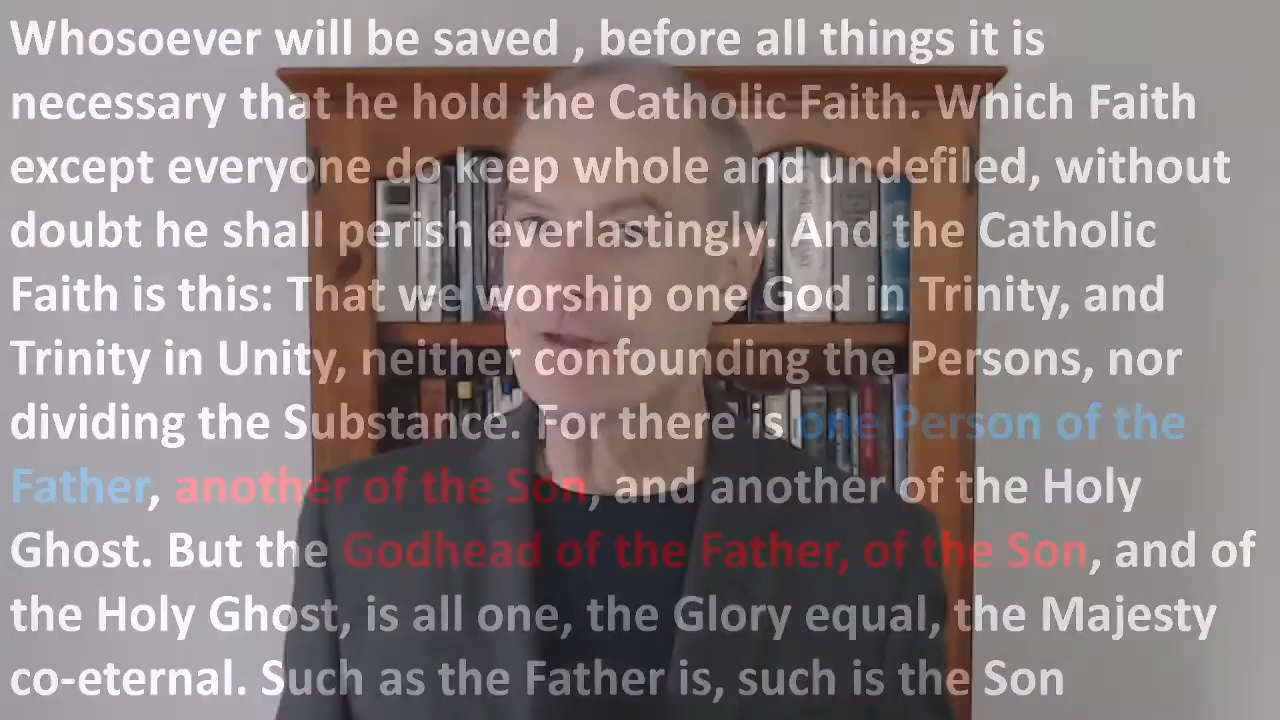 Whosoever will be saved , before all things it is
necessary that he hold the Catholic Faith. Which Faith
except everyone do keep whole and undefiled, without
doubt he shall perish everlastingly. And the Catholic
Faith is this: That we worship one God in Trinity, and
Trinity in Unity, neither confounding the Persons, nor
dividing the Substance. For there is one Person of the
Father, another of the Son, and another of the Holy
Ghost. But the Godhead of the Father, of the Son, and of
the Holy Ghost, is all one, the Glory equal, the Majesty
co-eternal. Such as the Father is, such is the Son